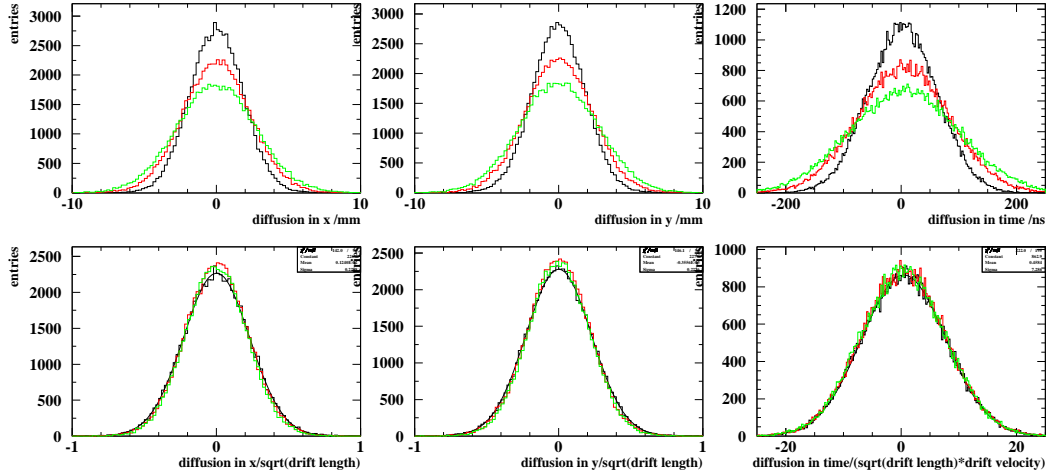 entries
3000
2500
2000
1500
1000
500
0
-10
0
10
diffusion in x /mm
entries
3000
2500
2000
1500
1000
500
0
-10
0
10
diffusion in y /mm
entries
1200
1000
800
600
400
200
0
-200
0
200
diffusion in time /ns
entries
2500
2000
1500
1000
500
0
-1
0
1
diffusion in x/sqrt(drift length)
Constant
Mean
Sigma
entries
2500
2000
1500
1000
500
0
-1
0
1
diffusion in y/sqrt(drift length)
Constant
Mean
Sigma
entries
1000
800
600
400
200
0
-20
0
20
diffusion in time/(sqrt(drift length)*drift velocity)
Constant 862.9
Mean
Sigma